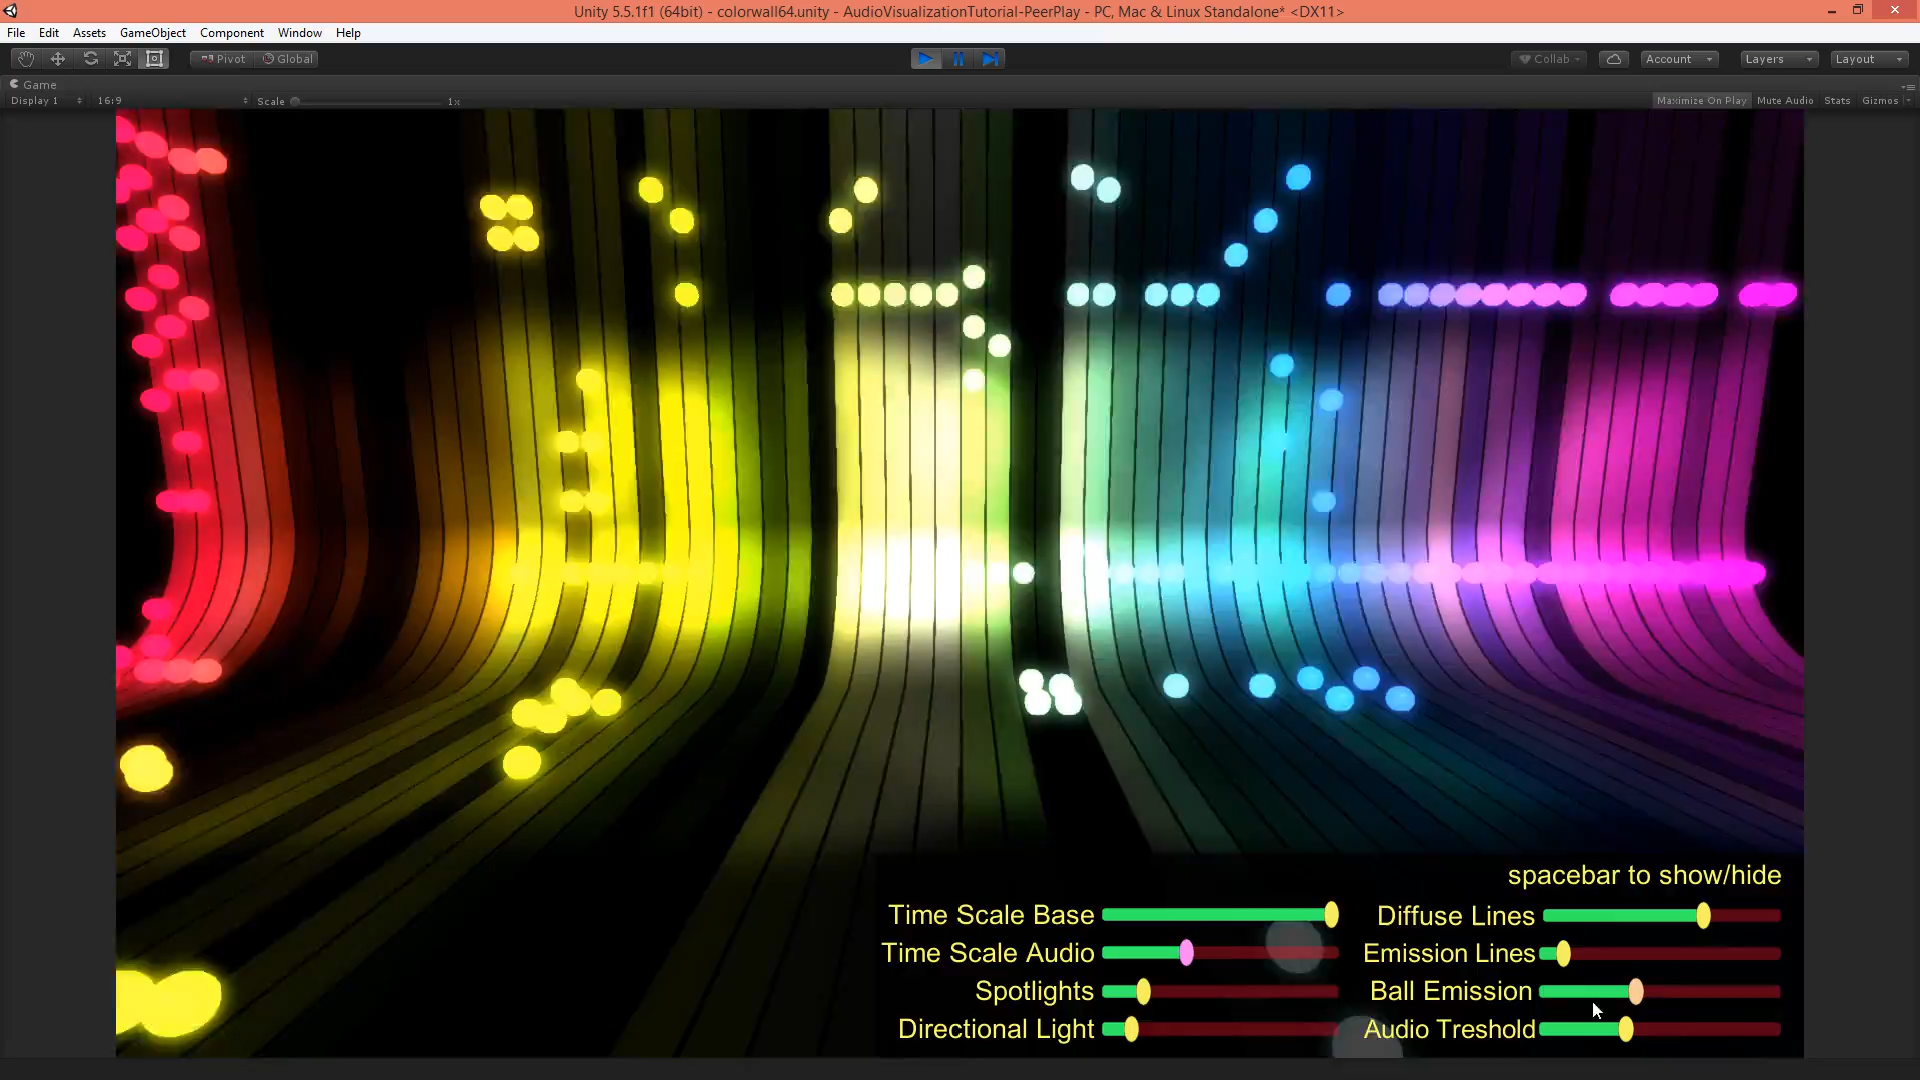 Unity 5.5.1f1 (64bit) - colorwall64.unity - AudioVisualizationTutorial-PeerPlay - PC, Mac & Linux Standalone* <DX11>
File Edit Assets GameObject Component Window Help
Pivot Global Collab Account Layers Layout
Game
Display 1 16:9 Scale 1x Maximize On Play Mute Audio Stats Gizmos
spacebar to show/hide
Time Scale Base Diffuse Lines
Time Scale Audio Emission Lines
Spotlights Ball Emission
Directional Light Audio Treshold